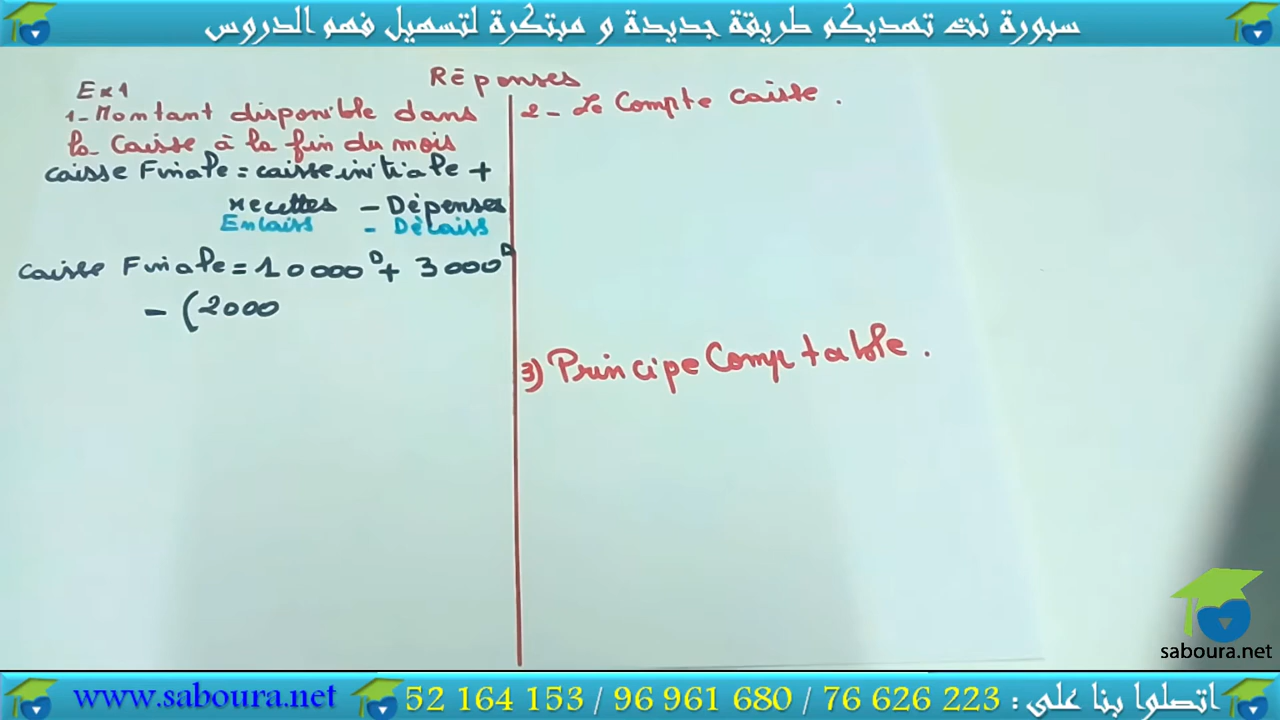 سبورة نت تهديكم طريقة جديدة و مبتكرة لتسهيل فهم الدروس
Réponses
Ex1
1-Montant disponible dans
la Caisse à la fin du mois
caisse Finale = caisse initiale +
recettes - Dépenses
Encaiss - Décaiss
caisse Finale = 10000D + 3000D
- (2000
2- Le Compte caisse.
3) Principe Comptable.
saboura.net
www.saboura.net
52 164 153 / 96 961 680 / 76 626 223 : اتصلوا بنا على